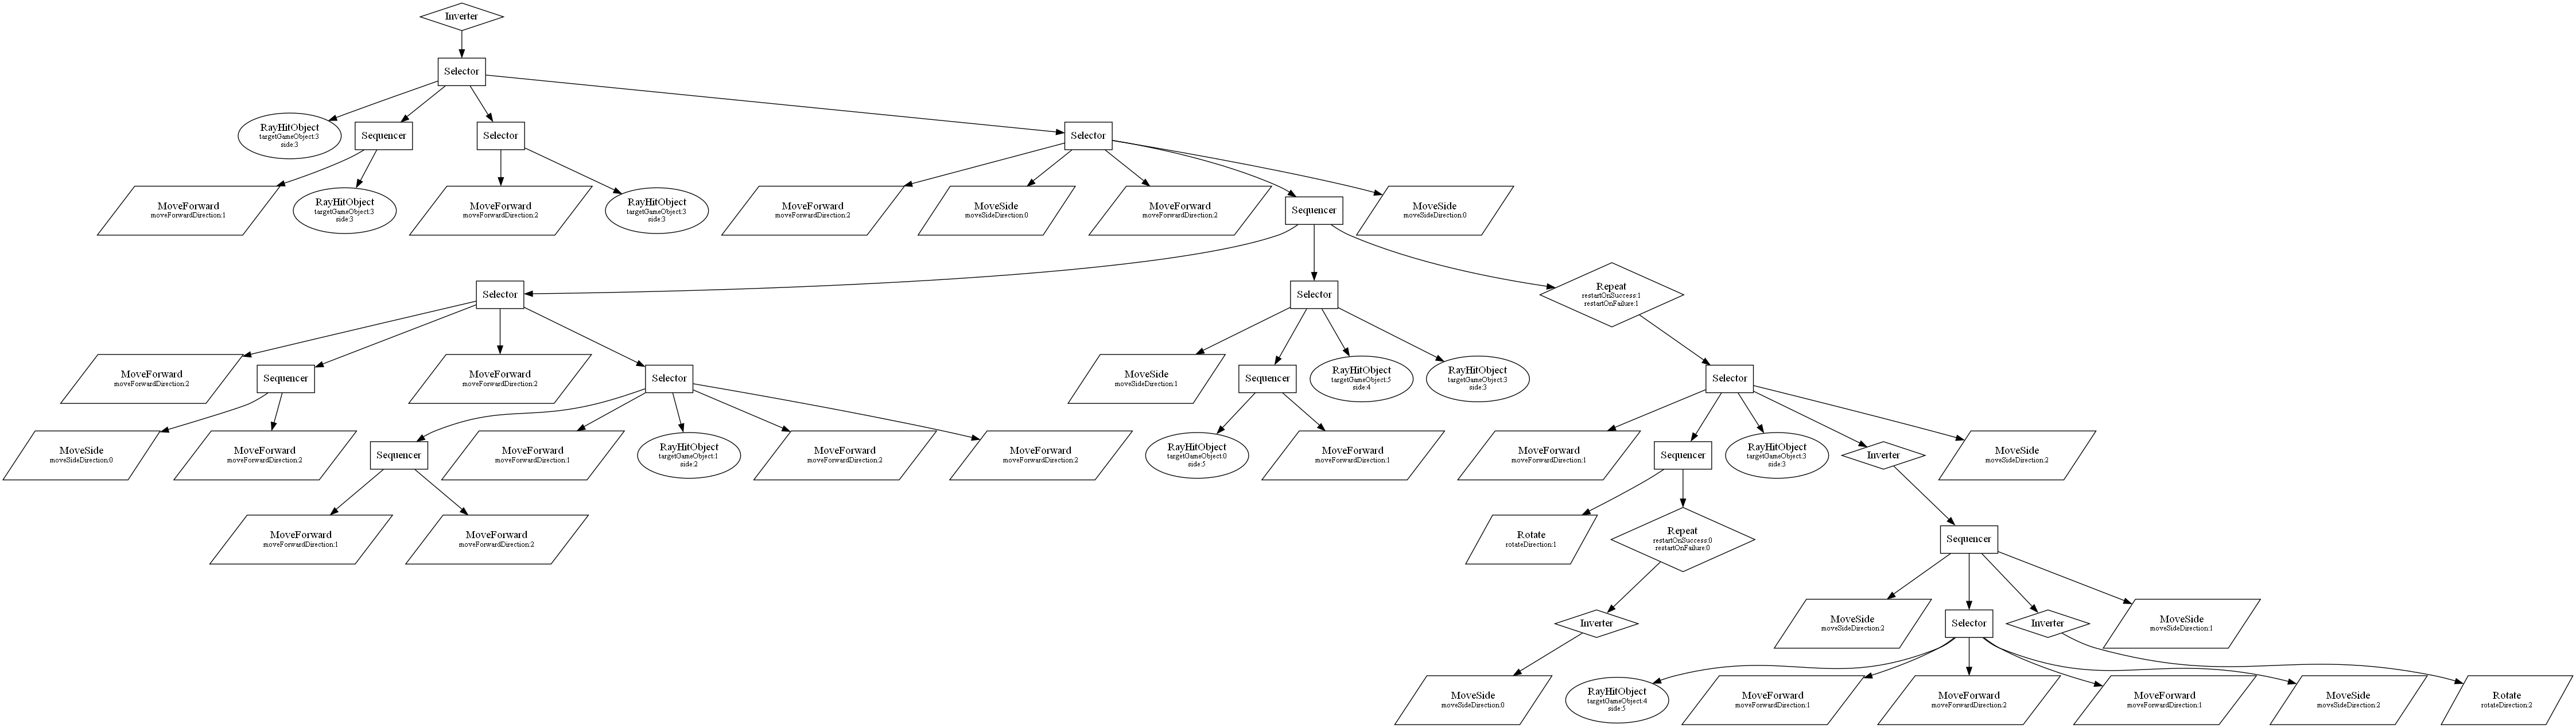 Inverter
Selector
RayHitObject
targetGameObject:3
side:3
Sequencer
Selector
Selector
MoveForward
moveForwardDirection:1
RayHitObject
targetGameObject:3
side:3
MoveForward
moveForwardDirection:2
RayHitObject
targetGameObject:3
side:3
MoveForward
moveForwardDirection:2
MoveSide
moveSideDirection:0
MoveForward
moveForwardDirection:2
Sequencer
MoveSide
moveSideDirection:0
Selector
Selector
Repeat
restartOnSuccess:1
restartOnFailure:1
MoveForward
moveForwardDirection:2
Sequencer
MoveForward
moveForwardDirection:2
Selector
MoveSide
moveSideDirection:1
Sequencer
RayHitObject
targetGameObject:5
side:4
RayHitObject
targetGameObject:3
side:3
Selector
MoveSide
moveSideDirection:0
MoveForward
moveForwardDirection:2
Sequencer
MoveForward
moveForwardDirection:1
RayHitObject
targetGameObject:1
side:2
MoveForward
moveForwardDirection:2
MoveForward
moveForwardDirection:2
RayHitObject
targetGameObject:0
side:5
MoveForward
moveForwardDirection:1
MoveForward
moveForwardDirection:1
Sequencer
RayHitObject
targetGameObject:3
side:3
Inverter
MoveSide
moveSideDirection:2
MoveForward
moveForwardDirection:1
MoveForward
moveForwardDirection:2
Rotate
rotateDirection:1
Repeat
restartOnSuccess:0
restartOnFailure:0
Sequencer
Inverter
MoveSide
moveSideDirection:2
Selector
Inverter
MoveSide
moveSideDirection:1
MoveSide
moveSideDirection:0
RayHitObject
targetGameObject:4
side:5
MoveForward
moveForwardDirection:1
MoveForward
moveForwardDirection:2
MoveForward
moveForwardDirection:1
MoveSide
moveSideDirection:2
Rotate
rotateDirection:2